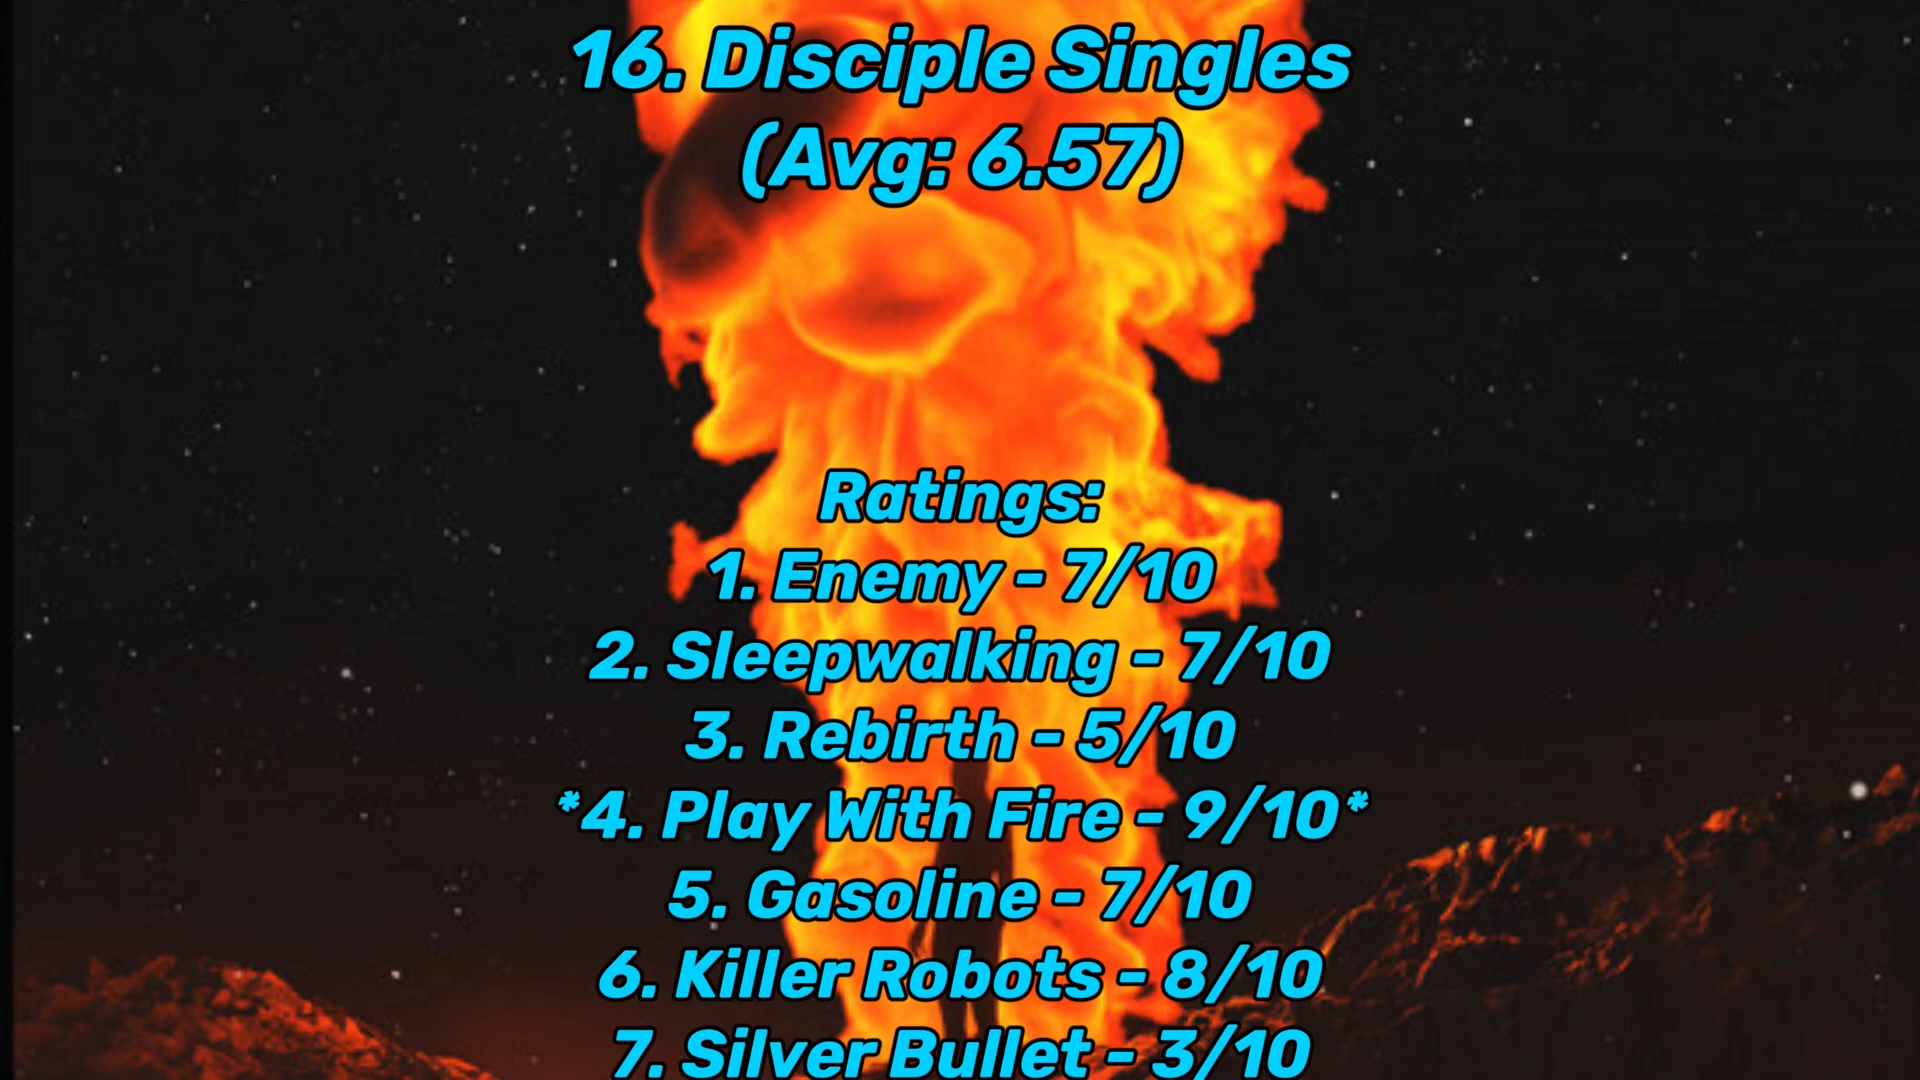 16. Disciple Singles
(Avg: 6.57)
Ratings:
1. Enemy - 7/10
2. Sleepwalking - 7/10
3. Rebirth - 5/10
*4. Play With Fire - 9/10*
5. Gasoline - 7/10
6. Killer Robots - 8/10
7. Silver Bullet - 3/10